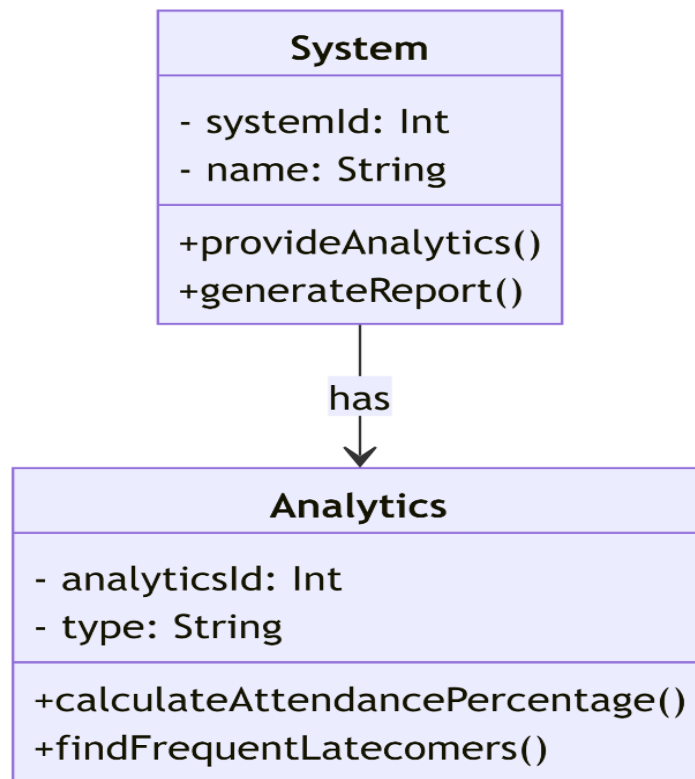 System
- systemId: Int
- name: String
+provideAnalytics()
+generateReport()
has
Analytics
- analyticsId: Int
- type: String
+calculateAttendancePercentage()
+findFrequentLatecomers()